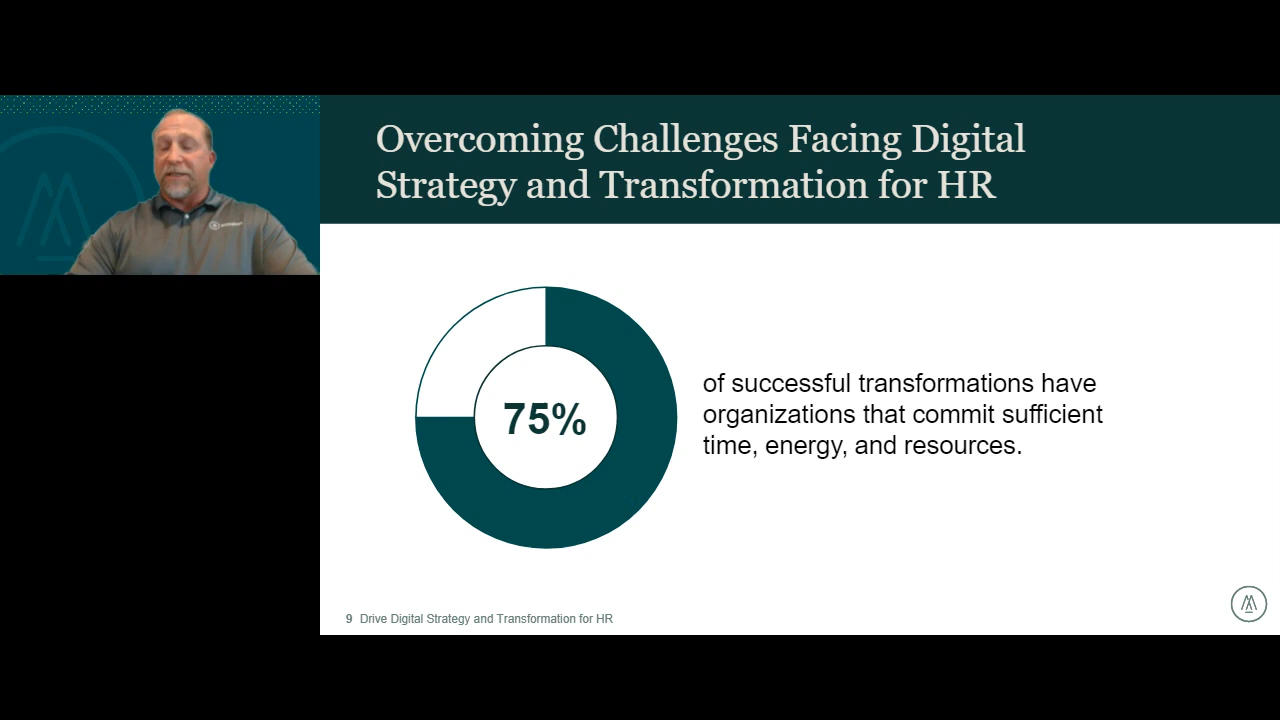 Overcoming Challenges Facing Digital
Strategy and Transformation for HR
75%
of successful transformations have
organizations that commit sufficient
time, energy, and resources.
9 Drive Digital Strategy and Transformation for HR